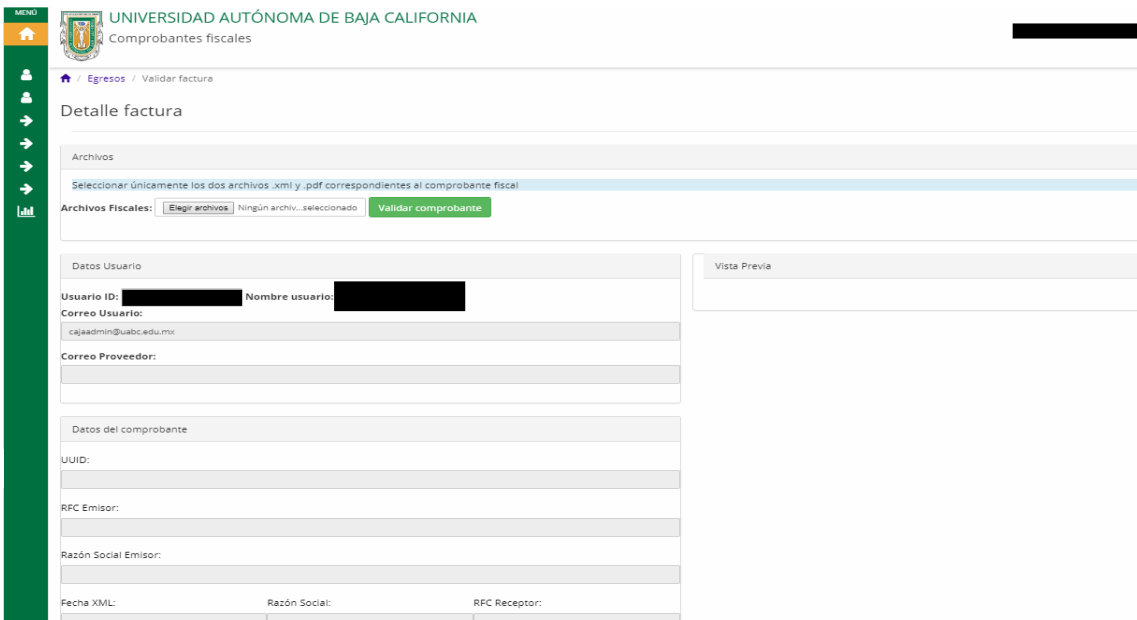 MENÚ
UNIVERSIDAD AUTÓNOMA DE BAJA CALIFORNIA
Comprobantes fiscales
/ Egresos / Validar factura
Detalle factura
Archivos
Seleccionar únicamente los dos archivos .xml y .pdf correspondientes al comprobante fiscal
Archivos Fiscales: Elegir archivos Ningún archiv...seleccionado Validar comprobante
Datos Usuario
Vista Previa
Usuario ID: Nombre usuario:
Correo Usuario:
cajaadmin@uabc.edu.mx
Correo Proveedor:
Datos del comprobante
UUID:
RFC Emisor:
Razón Social Emisor:
Fecha XML: Razón Social: RFC Receptor: